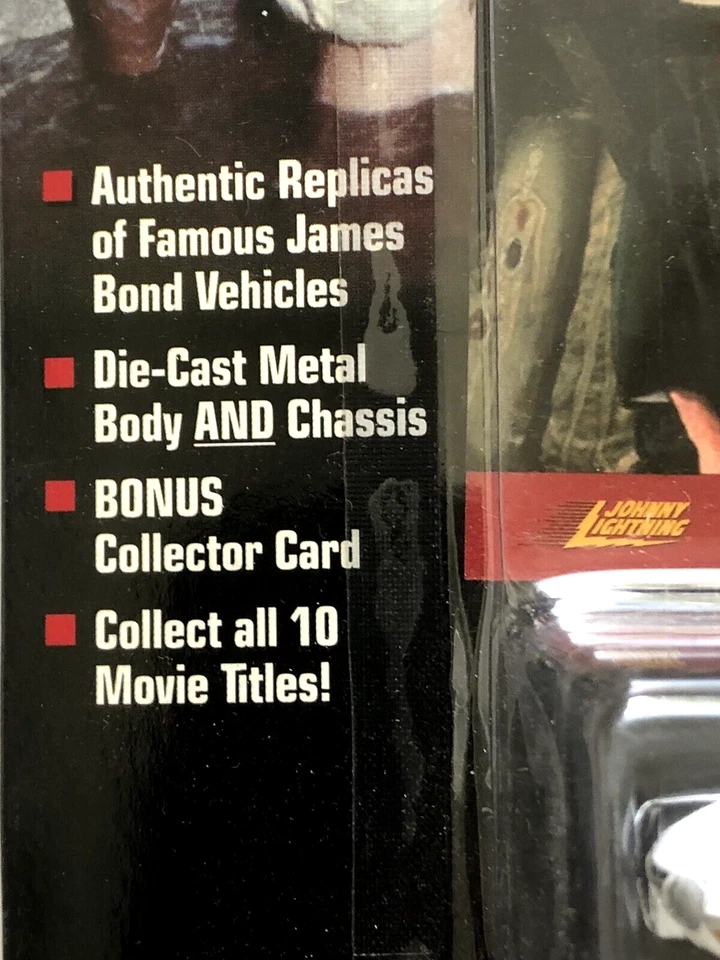 Authentic Replicas
of Famous James
Bond Vehicles
Die-Cast Metal
Body AND Chassis
BONUS
Collector Card
Collect all 10
Movie Titles!
JOHNNY
LIGHTNING